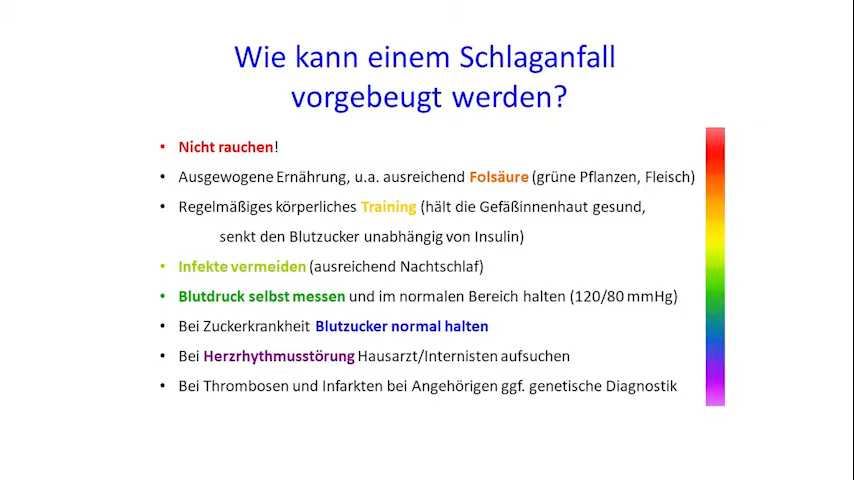 Wie kann einem Schlaganfall
vorgebeugt werden?
• Nicht rauchen!
• Ausgewogene Ernährung, u.a. ausreichend Folsäure (grüne Pflanzen, Fleisch)
• Regelmäßiges körperliches Training (hält die Gefäßinnenhaut gesund,
senkt den Blutzucker unabhängig von Insulin)
• Infekte vermeiden (ausreichend Nachtschlaf)
• Blutdruck selbst messen und im normalen Bereich halten (120/80 mmHg)
• Bei Zuckerkrankheit Blutzucker normal halten
• Bei Herzrhythmusstörung Hausarzt/Internisten aufsuchen
• Bei Thrombosen und Infarkten bei Angehörigen ggf. genetische Diagnostik